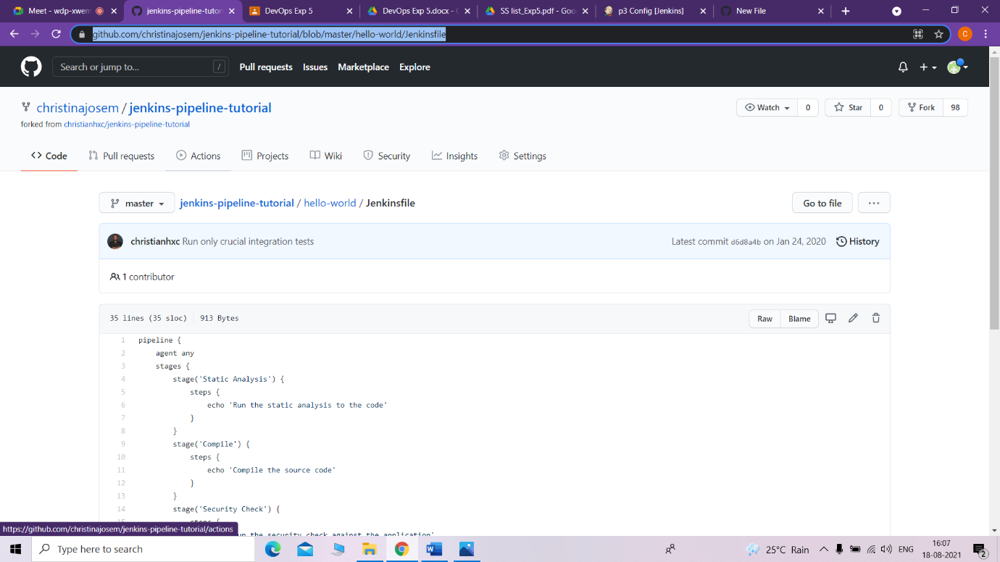 Meet - wdp-xwem
jenkins-pipeline-tutor
DevOps Exp 5
DevOps Exp 5.docx - G
SS list_Exp5.pdf - Goo
p3 Config [Jenkins]
New File
github.com/christinajosem/jenkins-pipeline-tutorial/blob/master/hello-world/Jenkinsfile
C
Search or jump to...
/
Pull requests
Issues
Marketplace
Explore
christinajosem / jenkins-pipeline-tutorial
Watch 0
Star 0
Fork 98
forked from christianhxc/jenkins-pipeline-tutorial
Code
Pull requests
Actions
Projects
Wiki
Security
Insights
Settings
master
jenkins-pipeline-tutorial / hello-world / Jenkinsfile
Go to file
christianhxc Run only crucial integration tests
Latest commit d6d8a4b on Jan 24, 2020
History
1 contributor
35 lines (35 sloc) 913 Bytes
Raw
Blame
1 pipeline {
2 agent any
3 stages {
4 stage('Static Analysis') {
5 steps {
6 echo 'Run the static analysis to the code'
7 }
8 }
9 stage('Compile') {
10 steps {
11 echo 'Compile the source code'
12 }
13 }
14 stage('Security Check') {
15 steps {
the security check against the application'
https://github.com/christinajosem/jenkins-pipeline-tutorial/actions
Type here to search
25°C Rain
ENG
16:07
18-08-2021
2